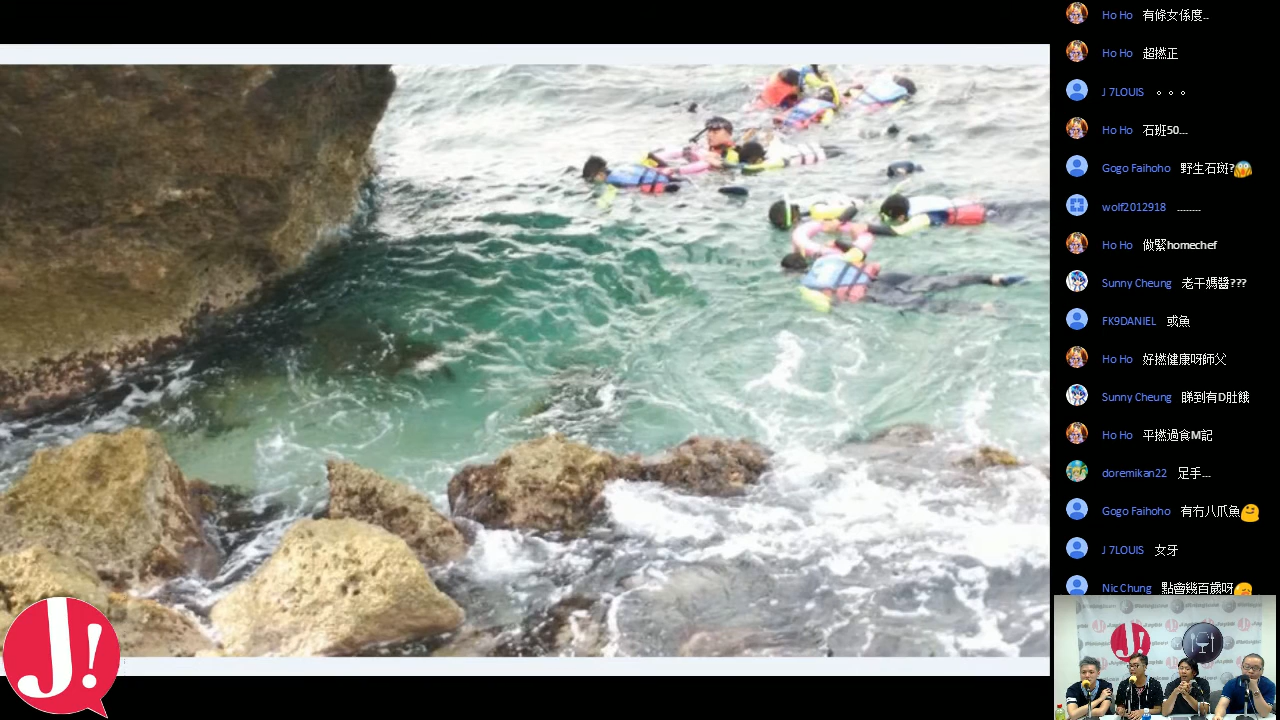 Ho Ho 有條女係度..
Ho Ho 超撚正
J 7LOUIS 。。。
Ho Ho 石班50...
Gogo Faihoho 野生石斑?
wolf2012918 ........
Ho Ho 做緊homechef
Sunny Cheung 老干媽醬???
FK9DANIEL 或魚
Ho Ho 好撚健康呀師父
Sunny Cheung 睇到有D肚餓
Ho Ho 平撚過食M記
doremikan22 足手....
Gogo Faihoho 有冇八爪魚
J 7LOUIS 女牙
Nic Chung 點會幾百歲呀
J!
J!